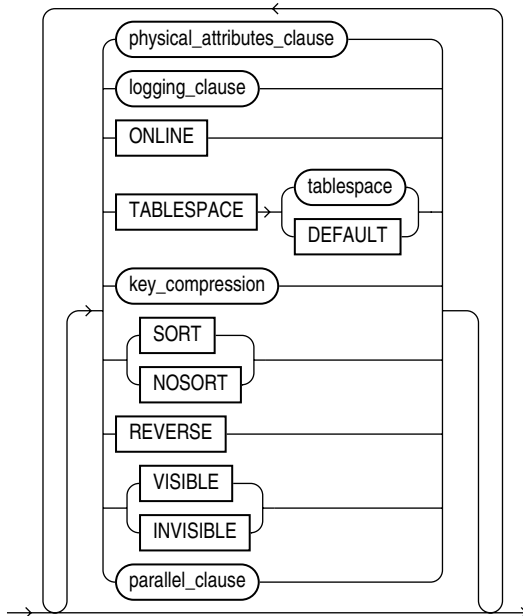 physical_attributes_clause
logging_clause
ONLINE
tablespace
TABLESPACE
DEFAULT
key_compression
SORT
NOSORT
REVERSE
VISIBLE
INVISIBLE
parallel_clause